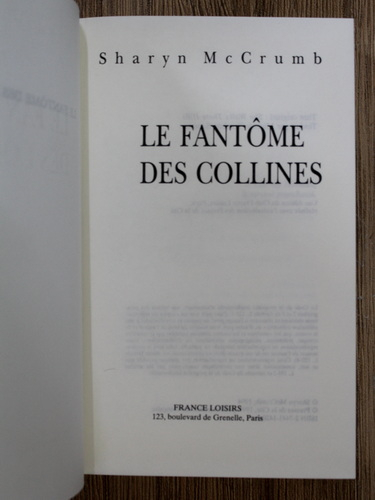 Sharyn McCrumb
LE FANTÔME
DES COLLINES
FRANCE LOISIRS
123, boulevard de Grenelle, Paris